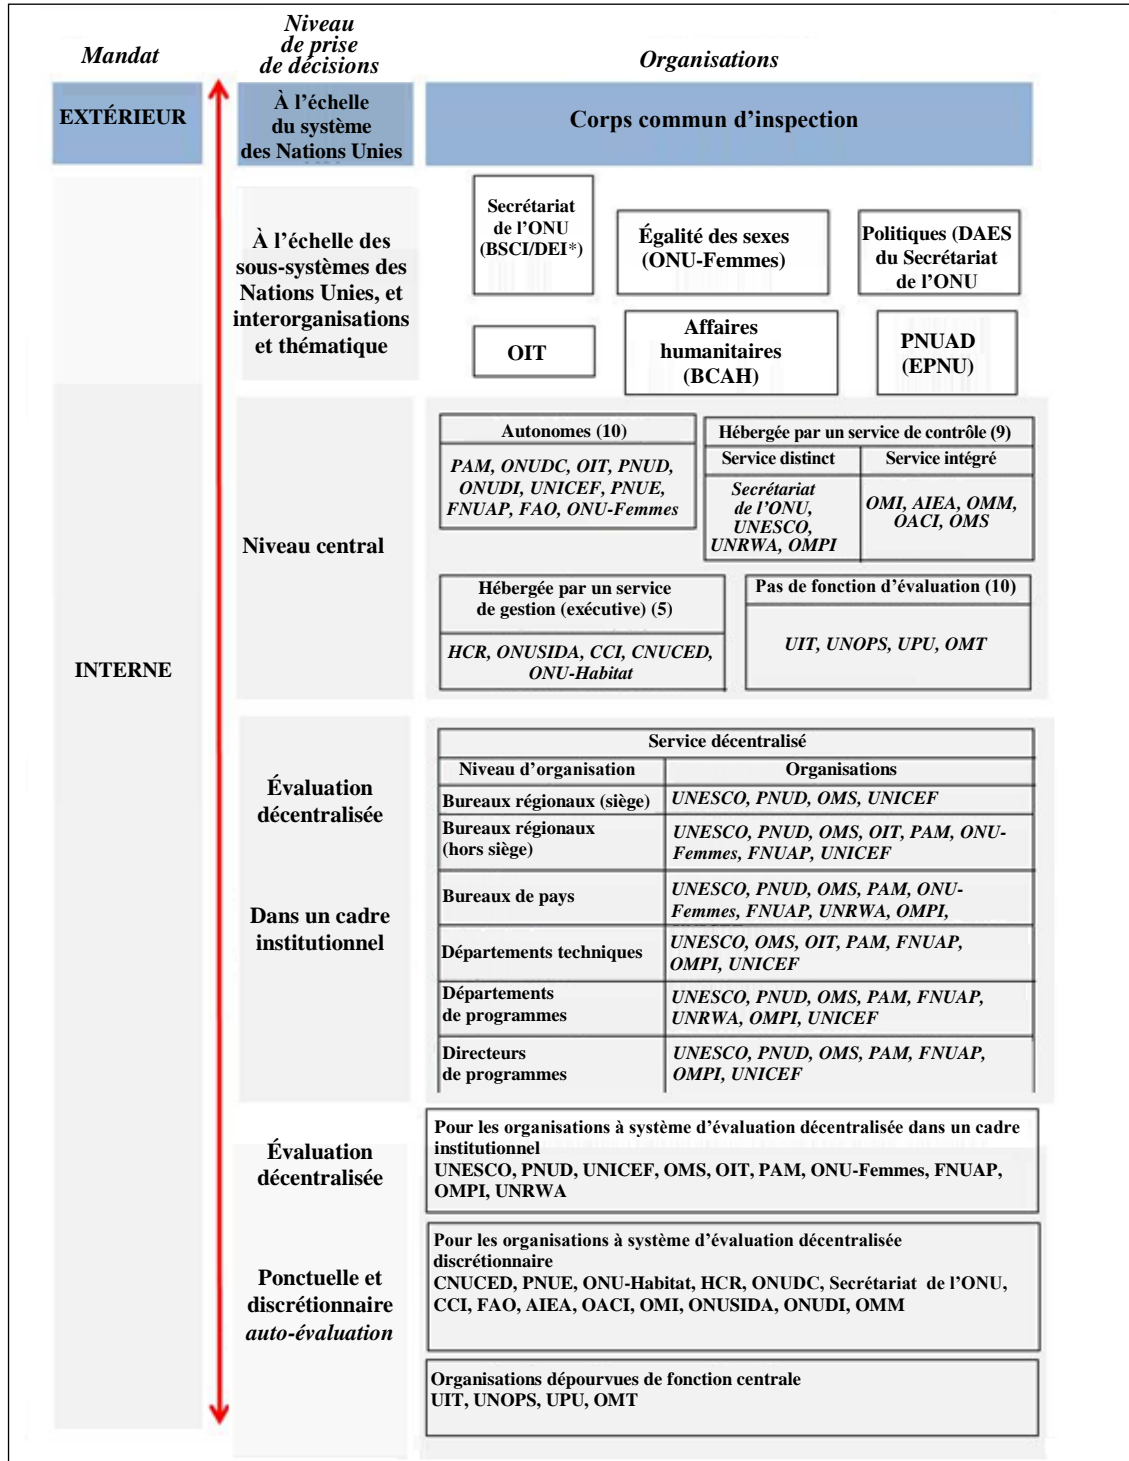 Mandat
Niveau
de prise
de décisions
Organisations
EXTÉRIEUR
À l'échelle
du système
des Nations Unies
Corps commun d'inspection
À l'échelle des
sous-systèmes des
Nations Unies, et
interorganisations
et thématique
Secrétariat
de l'ONU
(BSCI/DEI*)
Égalité des sexes
(ONU-Femmes)
Politiques (DAES
du Secrétariat
de l'ONU
OIT
Affaires
humanitaires
(BCAH)
PNUAD
(EPNU)
INTERNE
Niveau central
Autonomes (10)
PAM, ONUDC, OIT, PNUD,
ONUDI, UNICEF, PNUE,
FNUAP, FAO, ONU-Femmes
Hébergée par un service de contrôle (9)
Service distinct
Service intégré
Secrétariat
de l'ONU,
UNESCO,
UNRWA, OMPI
OMI, AIEA, OMM,
OACI, OMS
Hébergée par un service
de gestion (exécutive) (5)
HCR, ONUSIDA, CCI, CNUCED,
ONU-Habitat
Pas de fonction d'évaluation (10)
UIT, UNOPS, UPU, OMT
Évaluation
décentralisée
Dans un cadre
institutionnel
Service décentralisé
Niveau d'organisation
Organisations
Bureaux régionaux (siège)
UNESCO, PNUD, OMS, UNICEF
Bureaux régionaux
(hors siège)
UNESCO, PNUD, OMS, OIT, PAM, ONU-
Femmes, FNUAP, UNICEF
Bureaux de pays
UNESCO, PNUD, OMS, PAM, ONU-
Femmes, FNUAP, UNRWA, OMPI,
Départements techniques
UNESCO, OMS, OIT, PAM, FNUAP,
OMPI, UNICEF
Départements
de programmes
UNESCO, PNUD, OMS, PAM, FNUAP,
UNRWA, OMPI, UNICEF
Directeurs
de programmes
UNESCO, PNUD, OMS, PAM, FNUAP,
OMPI, UNICEF
Évaluation
décentralisée
Ponctuelle et
discrétionnaire
auto-évaluation
Pour les organisations à système d'évaluation décentralisée dans un cadre
institutionnel
UNESCO, PNUD, UNICEF, OMS, OIT, PAM, ONU-Femmes, FNUAP,
OMPI, UNRWA
Pour les organisations à système d'évaluation décentralisée
discrétionnaire
CNUCED, PNUE, ONU-Habitat, HCR, ONUDC, Secrétariat de l'ONU,
CCI, FAO, AIEA, OACI, OMI, ONUSIDA, ONUDI, OMM
Organisations dépourvues de fonction centrale
UIT, UNOPS, UPU, OMT